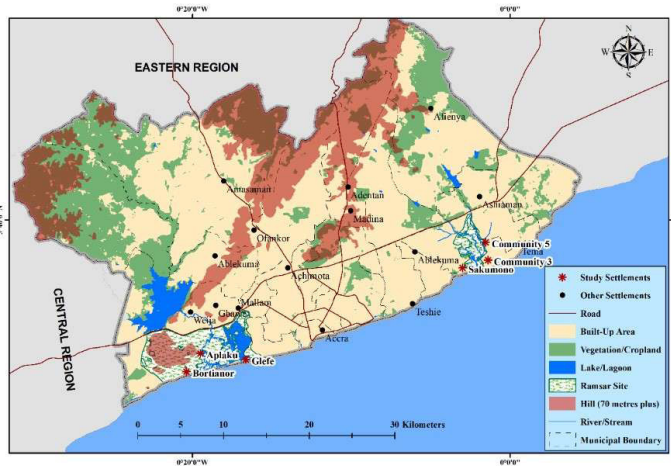 0°20'0"W
0°0'0"
N
W
E
S
EASTERN REGION
Afienya
Amasaman
Adentan
Ashiaman
Madina
Ofankor
Community 5
Ablekuma
Ablekuma
Tema
Community 3
Achimota
Sakumono
CENTRAL REGION
Gbawe
Mallam
Teshie
Weija
Accra
Aplaku
Glefe
Bortianor
0 5 10 20 30 Kilometers
Study Settlements
Other Settlements
Road
Built-Up Area
Vegetation/Cropland
Lake/Lagoon
Ramsar Site
Hill (70 metres plus)
River/Stream
Municipal Boundary
0°20'0"W
0°0'0"